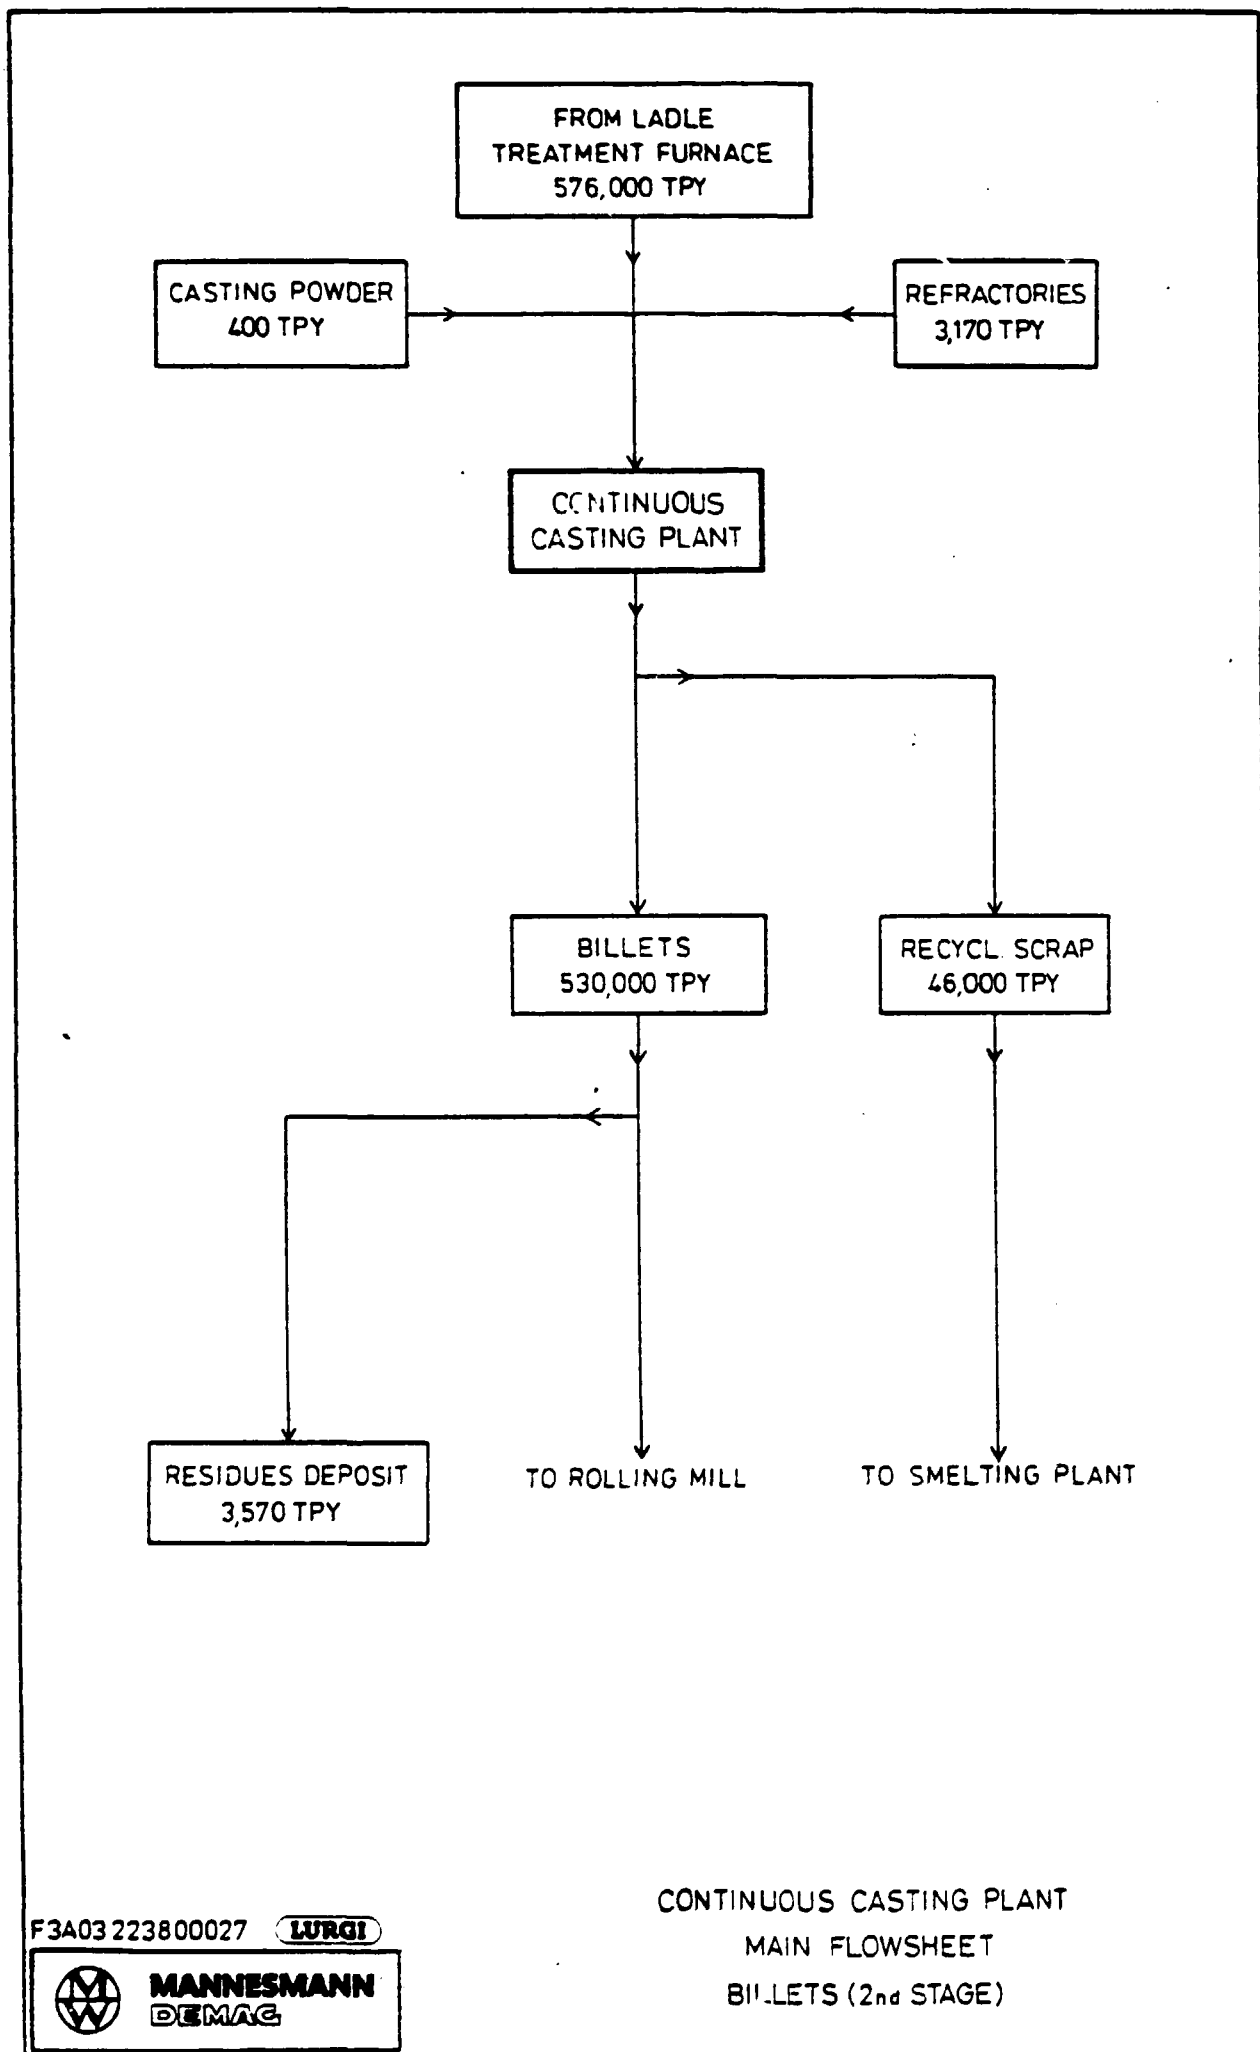 FROM LADLE
TREATMENT FURNACE
576,000 TPY
CASTING POWDER
400 TPY
REFRACTORIES
3,170 TPY
CONTINUOUS
CASTING PLANT
BILLETS
530,000 TPY
RECYCL. SCRAP
46,000 TPY
RESIDUES DEPOSIT
3,570 TPY
TO ROLLING MILL
TO SMELTING PLANT
CONTINUOUS CASTING PLANT
MAIN FLOWSHEET
BILLETS (2nd STAGE)
F3A03 223800027 LURGI
MW MANNESMANN
DEMAG